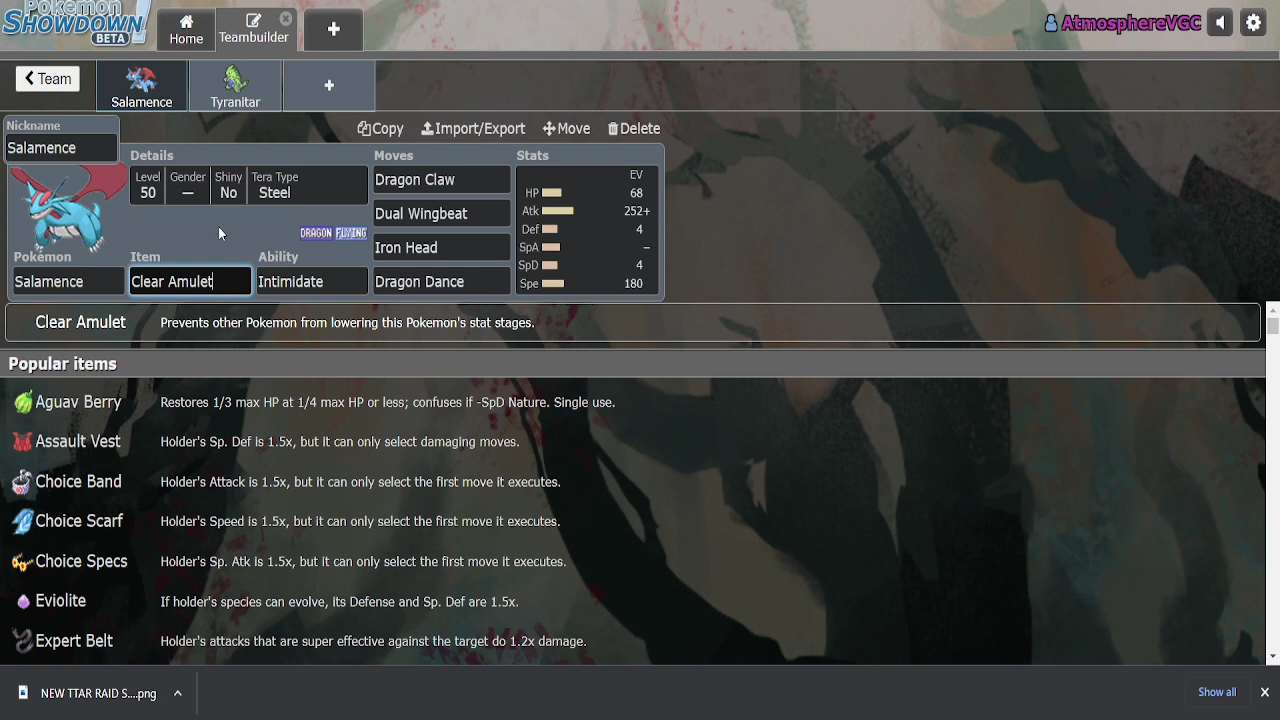 Pokémon
SHOWDOWN!
BETA
Home
Teambuilder
+
AtmosphereVGC
Team
Salamence
Tyranitar
+
Nickname
Salamence
Copy
Import/Export
Move
Delete
Details
Level
50
Gender
—
Shiny
No
Tera Type
Steel
DRAGON FLYING
Pokémon
Salamence
Item
Clear Amulet
Ability
Intimidate
Moves
Dragon Claw
Dual Wingbeat
Iron Head
Dragon Dance
Stats
EV
HP 68
Atk 252+
Def 4
SpA –
SpD 4
Spe 180
Clear Amulet Prevents other Pokemon from lowering this Pokemon's stat stages.
Popular items
Aguav Berry Restores 1/3 max HP at 1/4 max HP or less; confuses if -SpD Nature. Single use.
Assault Vest Holder's Sp. Def is 1.5x, but it can only select damaging moves.
Choice Band Holder's Attack is 1.5x, but it can only select the first move it executes.
Choice Scarf Holder's Speed is 1.5x, but it can only select the first move it executes.
Choice Specs Holder's Sp. Atk is 1.5x, but it can only select the first move it executes.
Eviolite If holder's species can evolve, its Defense and Sp. Def are 1.5x.
Expert Belt Holder's attacks that are super effective against the target do 1.2x damage.
NEW TTAR RAID S....png
Show all